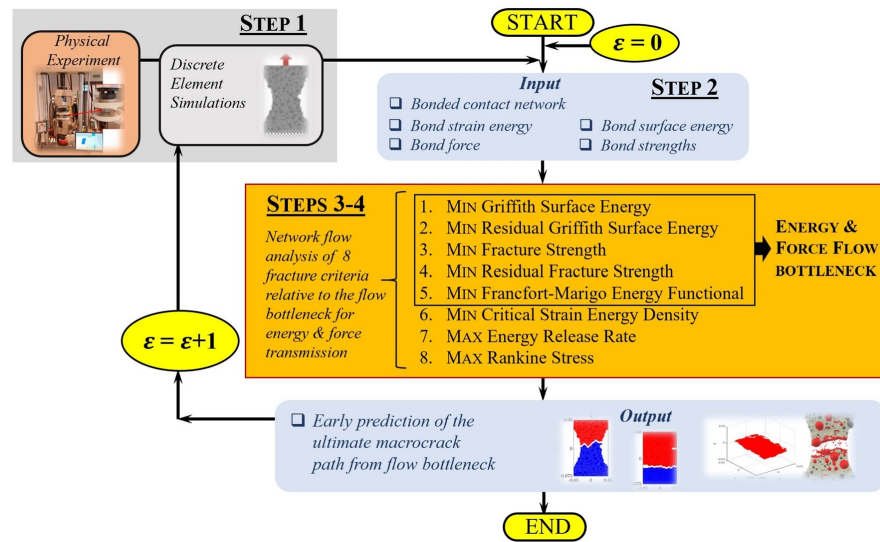 STEP 1
Physical
Experiment
Discrete
Element
Simulations
START
ε = 0
Input
STEP 2
❑ Bonded contact network
❑ Bond strain energy
❑ Bond surface energy
❑ Bond force
❑ Bond strengths
STEPS 3-4
Network flow
analysis of 8
fracture criteria
relative to the flow
bottleneck for
energy & force
transmission
1. MIN Griffith Surface Energy
2. MIN Residual Griffith Surface Energy
3. MIN Fracture Strength
4. MIN Residual Fracture Strength
5. MIN Francfort-Marigo Energy Functional
6. MIN Critical Strain Energy Density
7. MAX Energy Release Rate
8. MAX Rankine Stress
ENERGY &
FORCE FLOW
BOTTLENECK
ε = ε+1
❑ Early prediction of the
ultimate macrocrack
path from flow bottleneck
Output
END